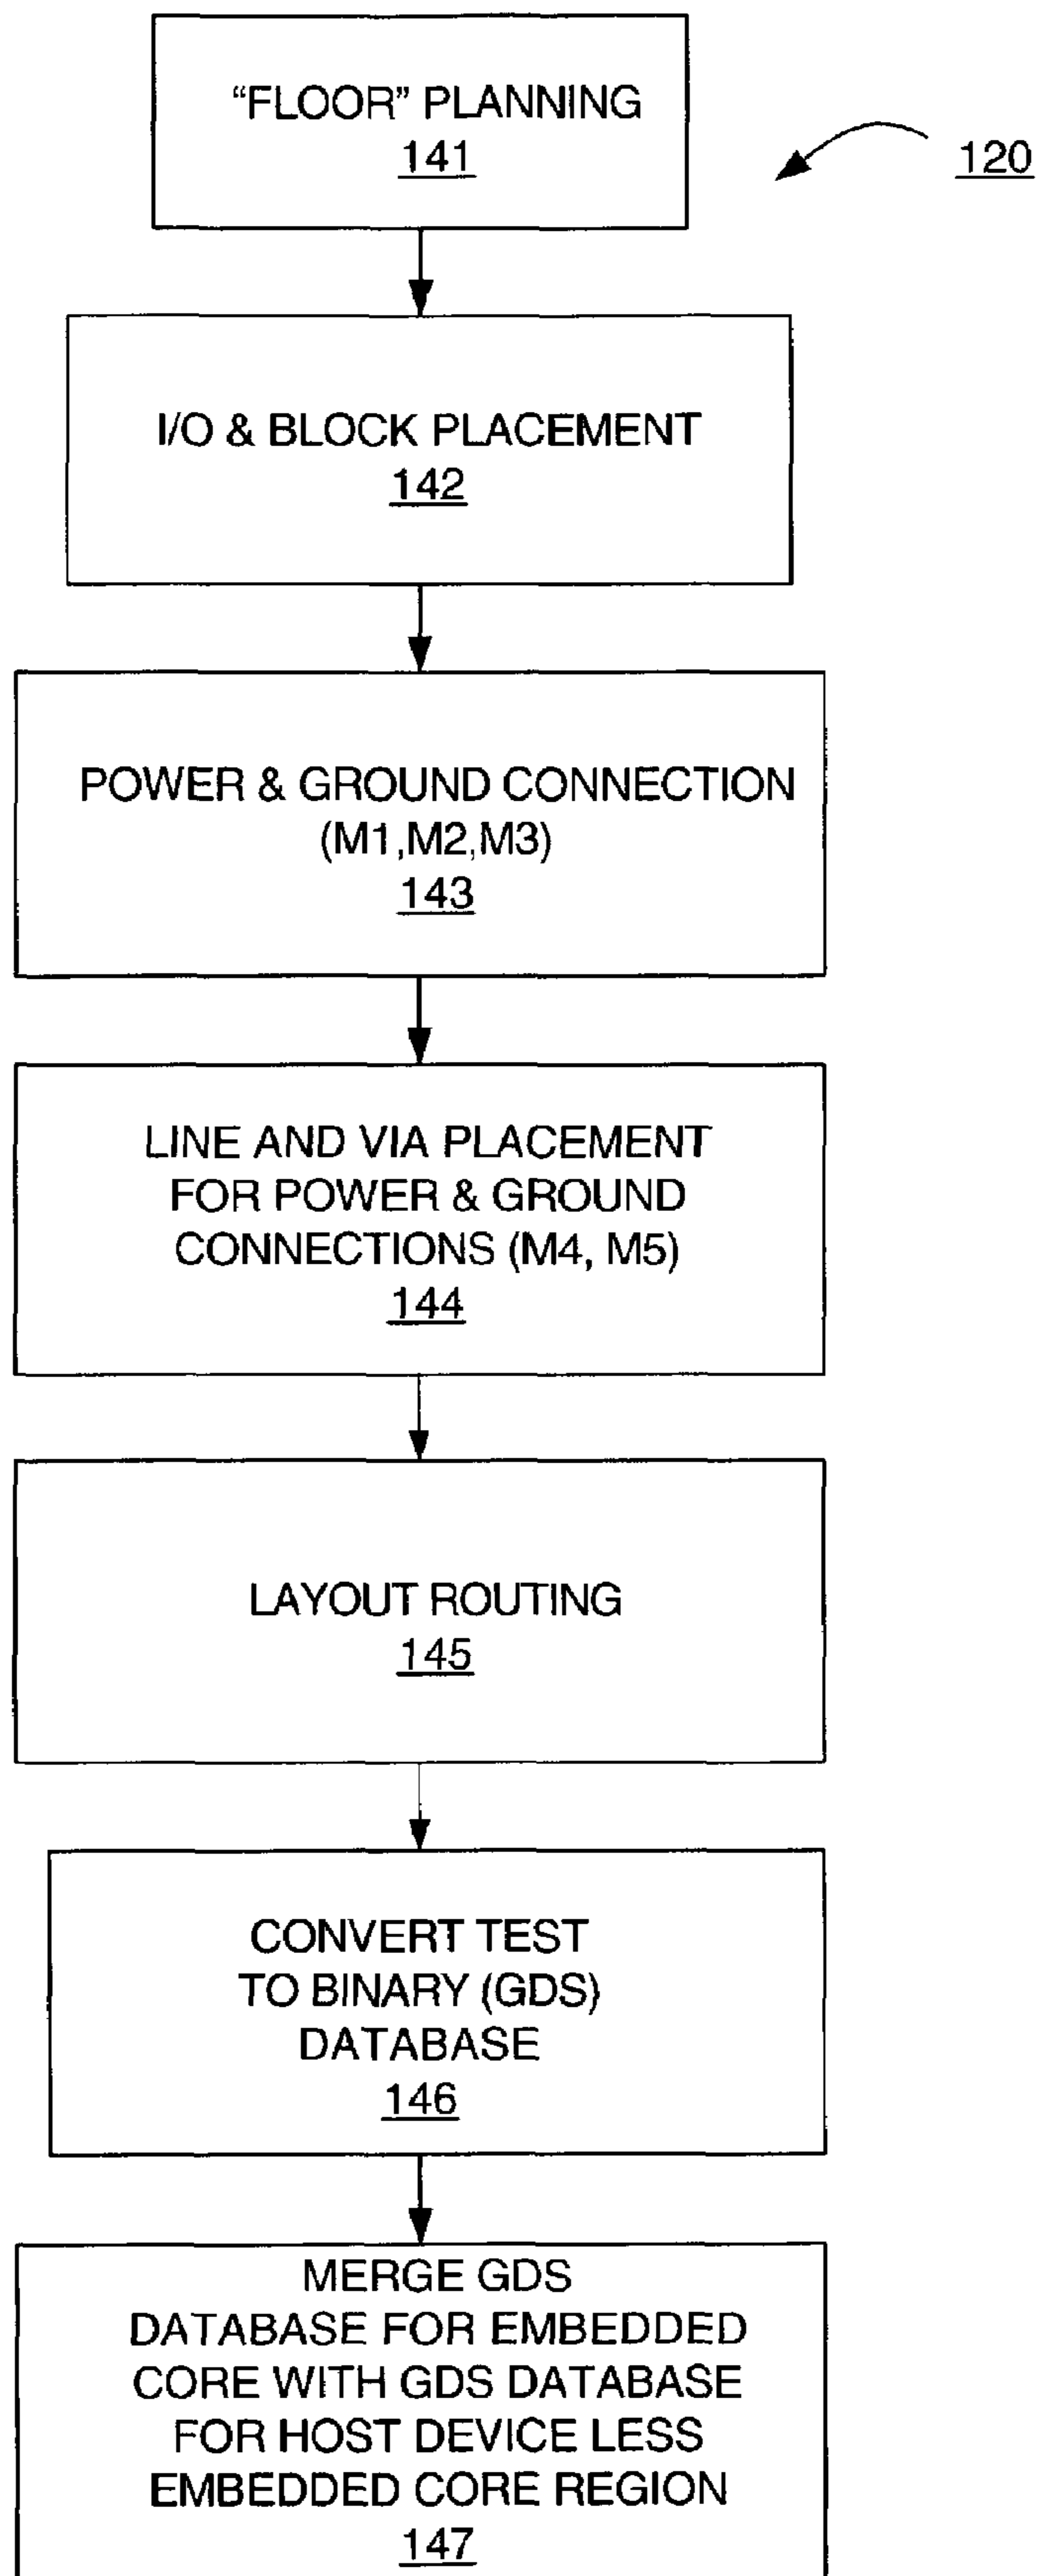 “FLOOR” PLANNING
141
120
I/O & BLOCK PLACEMENT
142
POWER & GROUND CONNECTION
(M1,M2,M3)
143
LINE AND VIA PLACEMENT
FOR POWER & GROUND
CONNECTIONS (M4, M5)
144
LAYOUT ROUTING
145
CONVERT TEST
TO BINARY (GDS)
DATABASE
146
MERGE GDS
DATABASE FOR EMBEDDED
CORE WITH GDS DATABASE
FOR HOST DEVICE LESS
EMBEDDED CORE REGION
147